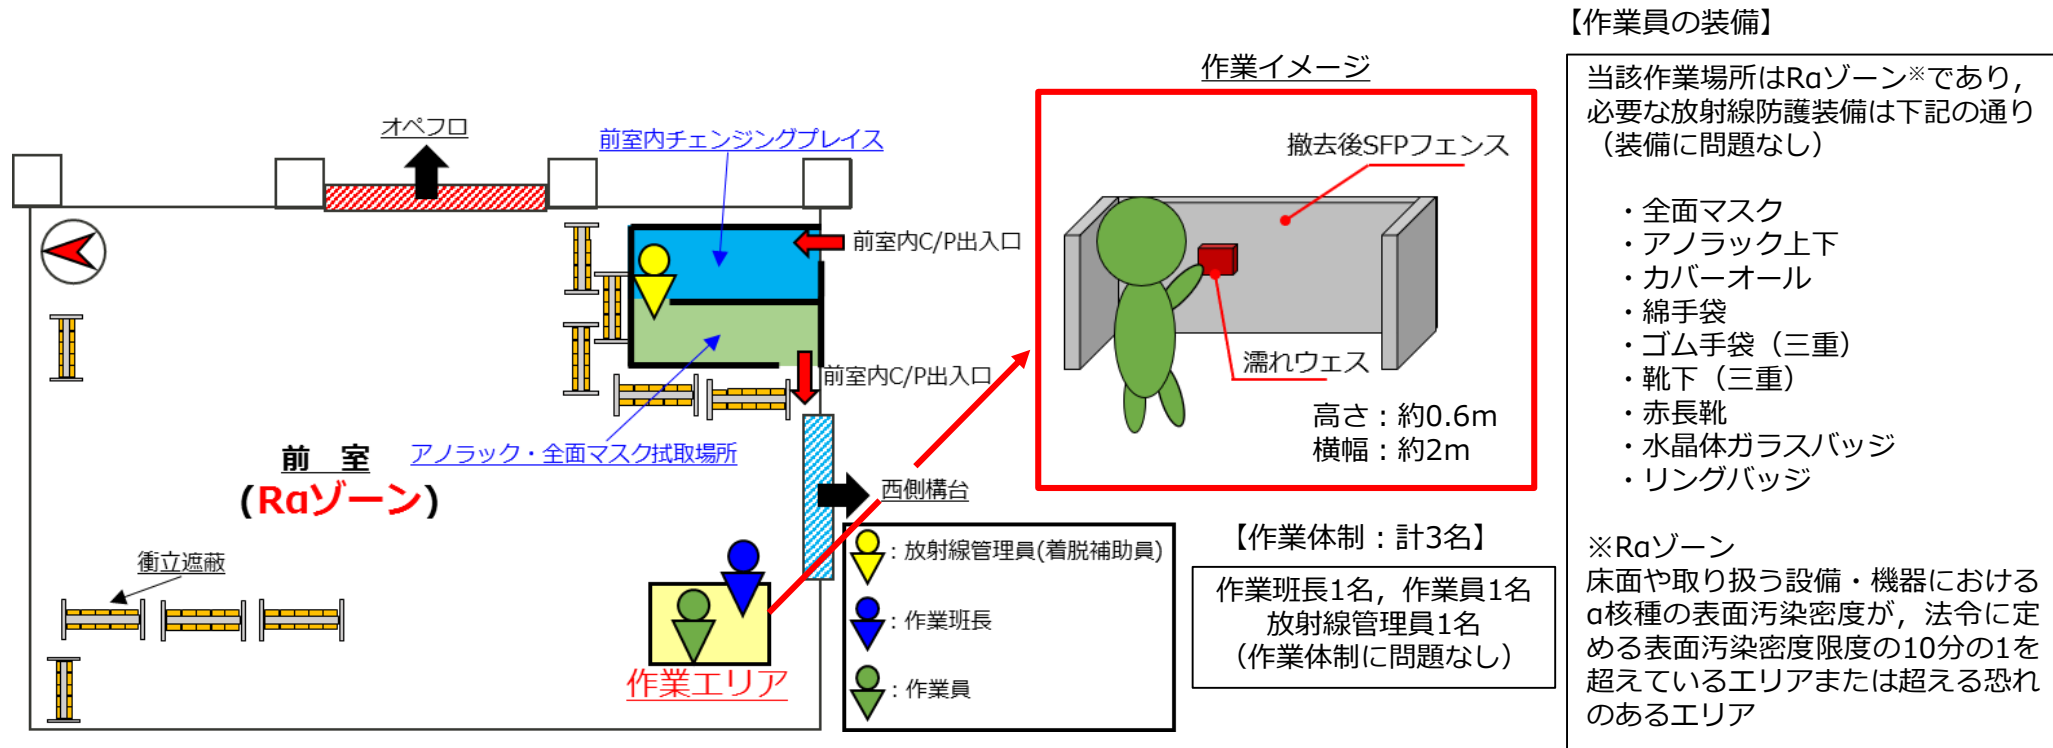 オペフロ
前室内チェンジングプレイス
前室内C/P出入口
前室内C/P出入口
アノラック・全面マスク拭取場所
前 室
(Rαゾーン)
西側構台
衝立遮蔽
作業エリア
:放射線管理員(着脱補助員)
:作業班長
:作業員
作業イメージ
撤去後SFPフェンス
濡れウェス
高さ:約0.6m
横幅:約2m
【作業体制:計3名】
作業班長1名,作業員1名
放射線管理員1名
(作業体制に問題なし)
【作業員の装備】
当該作業場所はRαゾーン※であり,
必要な放射線防護装備は下記の通り
(装備に問題なし)
・全面マスク
・アノラック上下
・カバーオール
・綿手袋
・ゴム手袋(三重)
・靴下(三重)
・赤長靴
・水晶体ガラスバッジ
・リングバッジ
※Rαゾーン
床面や取り扱う設備・機器における
α核種の表面汚染密度が,法令に定
める表面汚染密度限度の10分の1を
超えているエリアまたは超える恐れ
のあるエリア